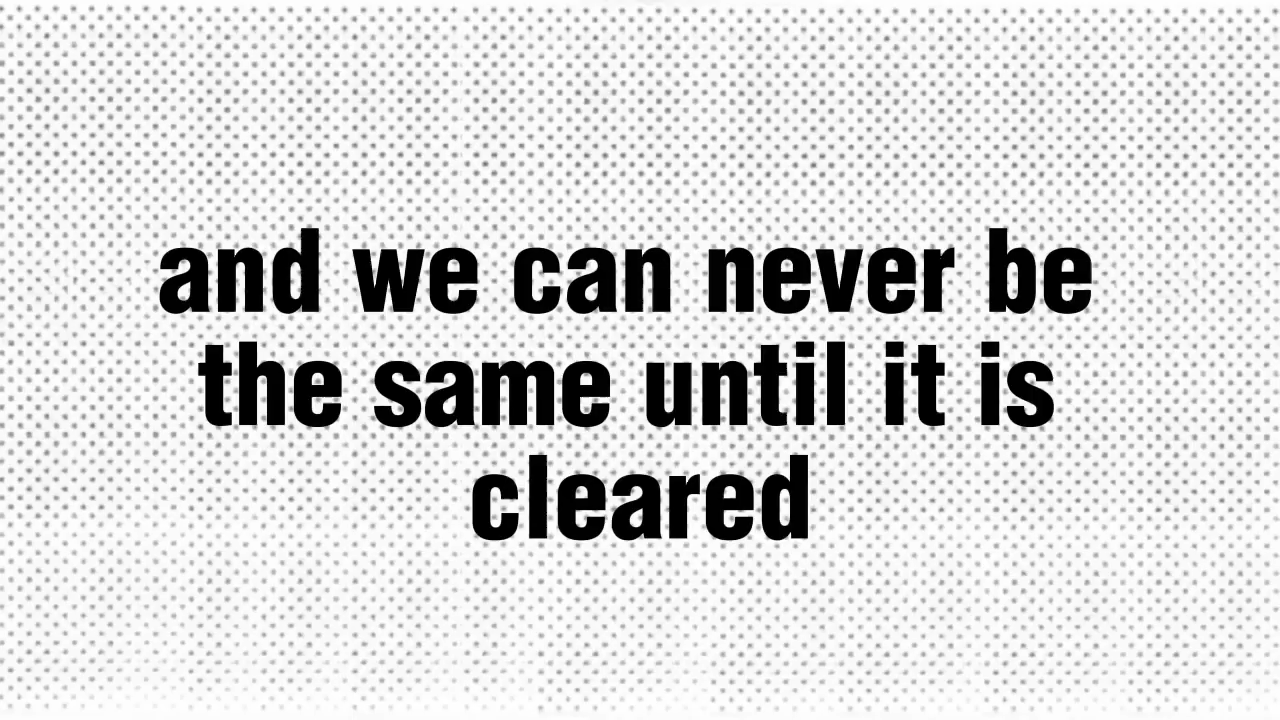 and we can never be
the same until it is
cleared